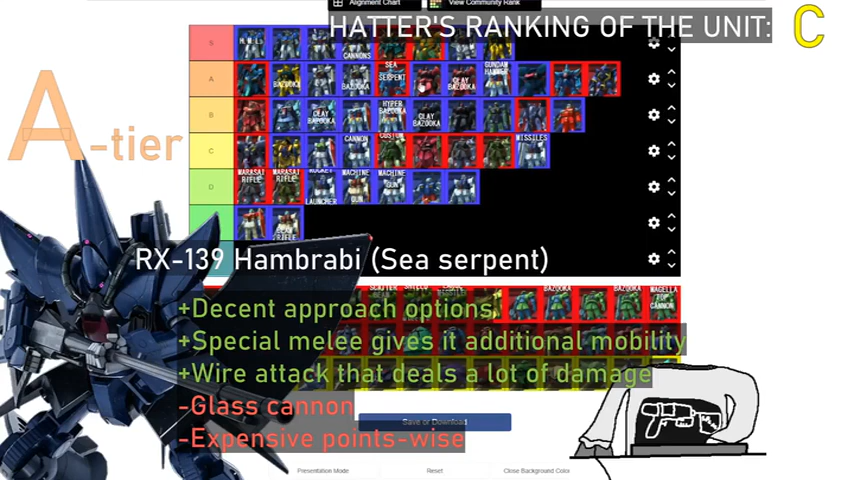 Alignment Chart
View Community Rank
HATTER'S RANKING OF THE UNIT: C
S
CANNONS
A
BAZOOKA
BAZOOKA
SEA
SERPENT
CLAY
BAZOOKA
GUNDAM
HAMMER
B
CLAY
BAZOOKA
HYPER
BAZOOKA
CLAY
BAZOOKA
C
CANNON
CUSTOM
MISSILES
D
MARASAI
RIFLE
MARASAI
RIFLE
ROCKET
LAUNCHER
MACHINE
GUN
MACHINE
GUN
A-tier
RX-139 Hambrabi (Sea serpent)
SHIELD
BAZOOKA
BAZOOKA
MAGELLA
TOP
CANNON
+Decent approach options
+Special melee gives it additional mobility
+Wire attack that deals a lot of damage
-Glass cannon
-Expensive points-wise
Save or Download
Presentation Mode
Reset
Close Background Color